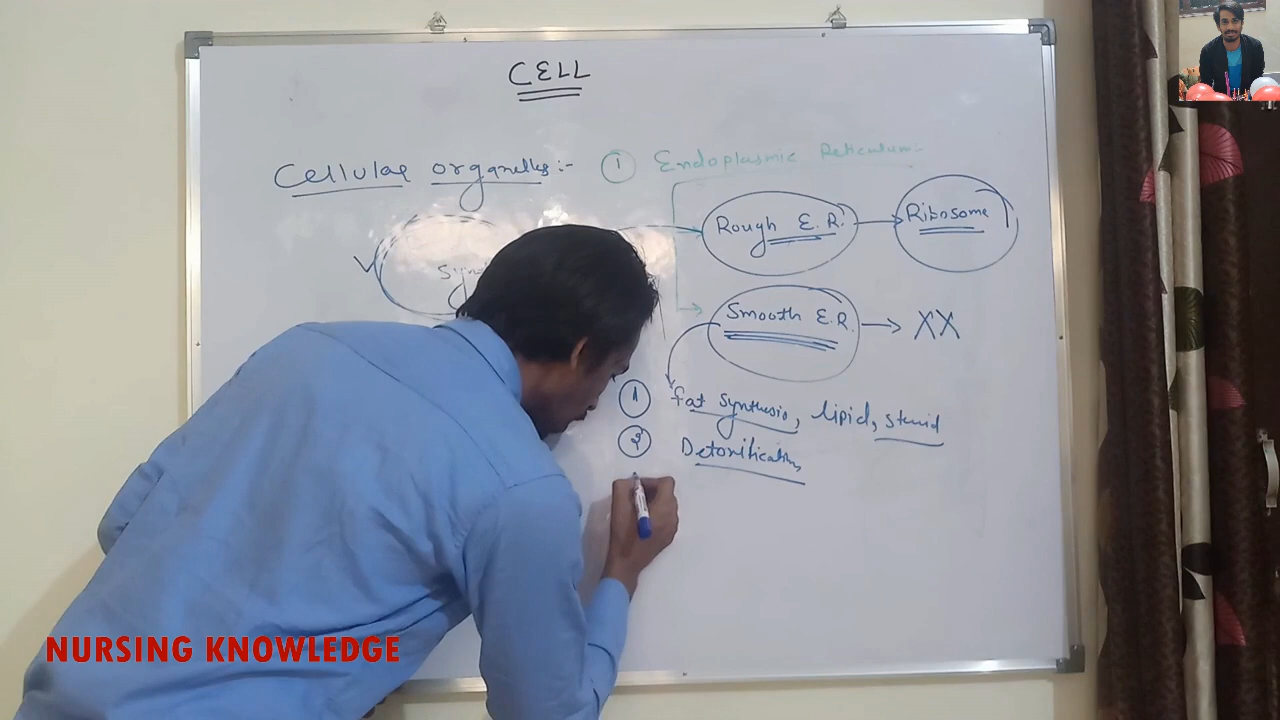 CELL
Cellular organelles:- ① Endoplasmic Reticulum:-
Rough E.R. → Ribosome
Smooth E.R. → XX
① fat synthesis, lipid, steroid
② Detoxification
NURSING KNOWLEDGE